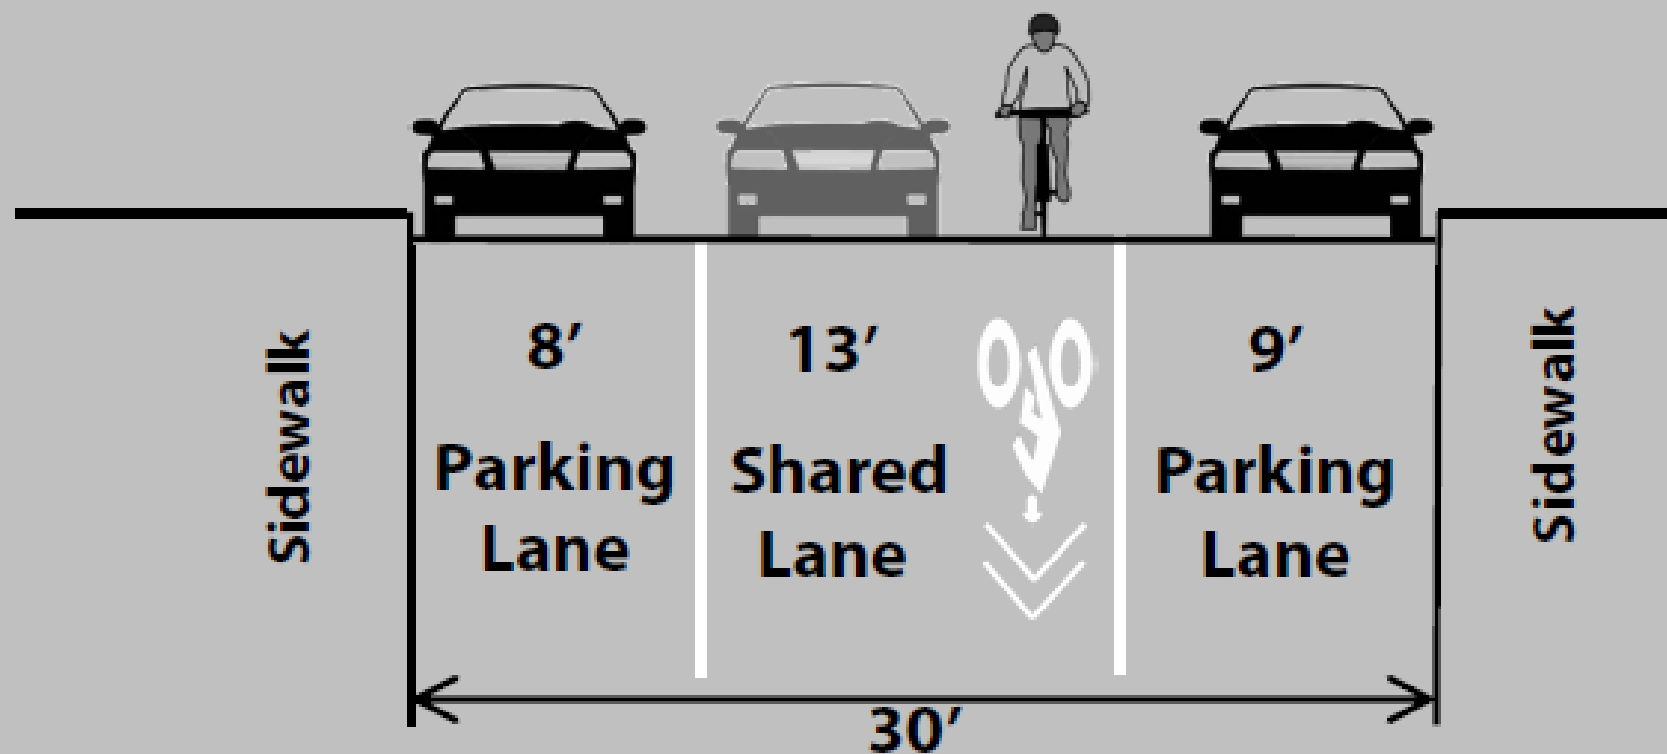 Sidewalk
8′
Parking
Lane
13′
Shared
Lane
9′
Parking
Lane
Sidewalk
30′